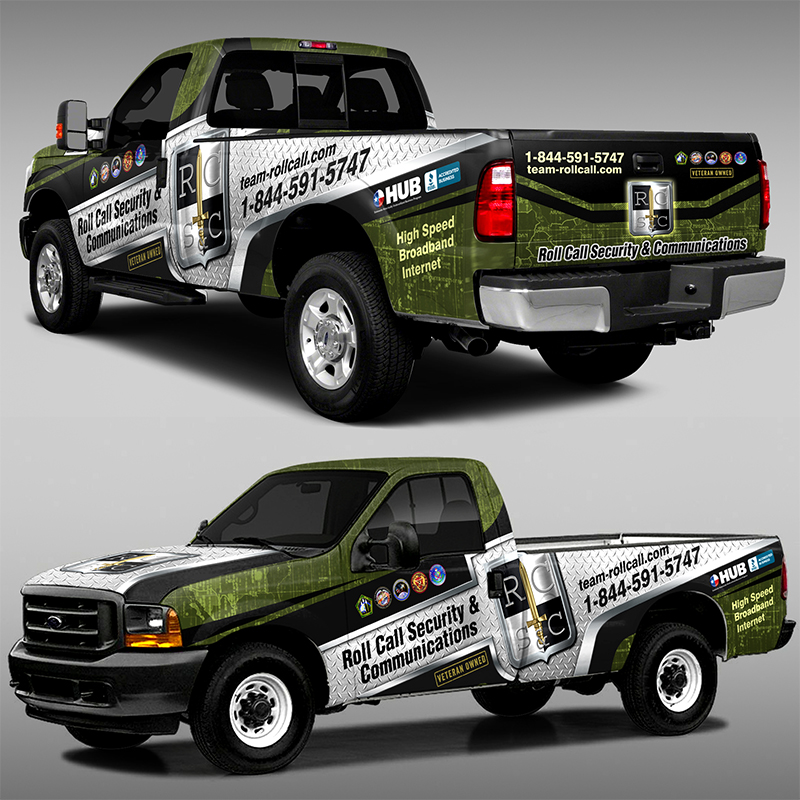 team-rollcall.com
1-844-591-5747
R C
S C
Roll Call Security &
Communications
VETERAN OWNED
HUB
ACCREDITED
BUSINESS
High Speed
Broadband
Internet
1-844-591-5747
team-rollcall.com
VETERAN OWNED
R C
S C
Roll Call Security & Communications
team-rollcall.com
1-844-591-5747
R C
S C
HUB
Roll Call Security &
Communications
VETERAN OWNED
High Speed
Broadband
Internet